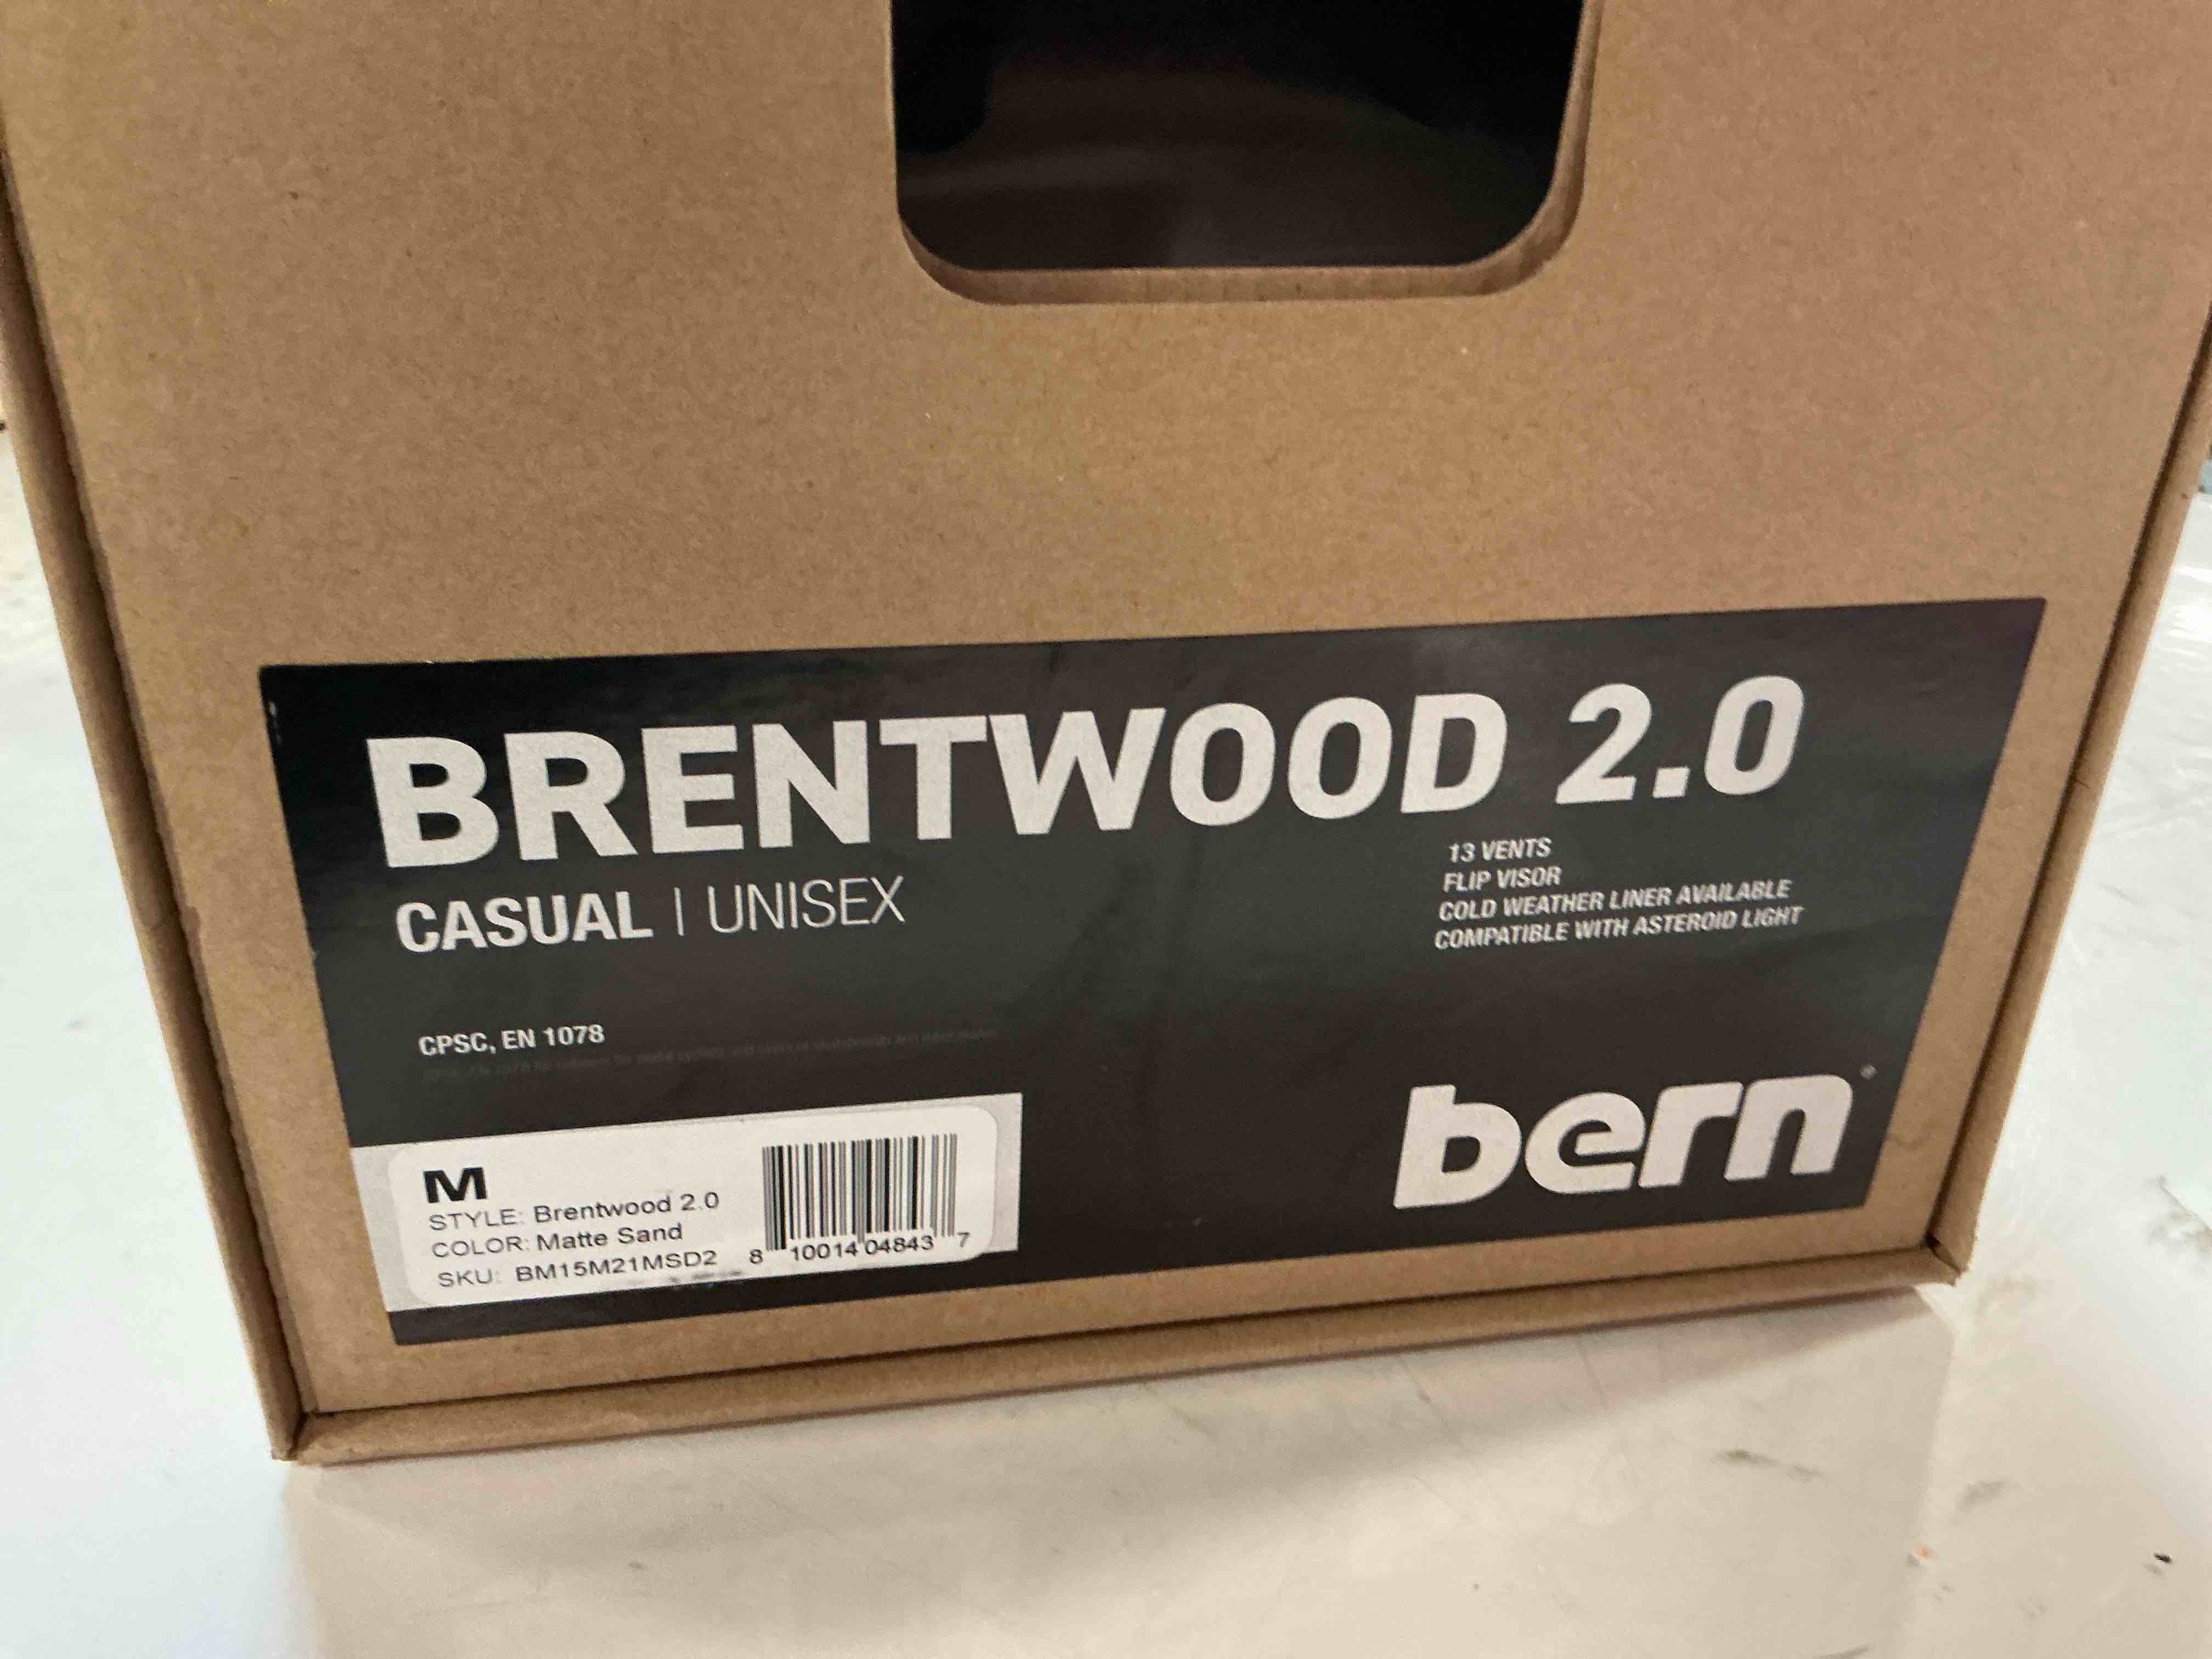 BRENTWOOD 2.0
CASUAL | UNISEX
13 VENTS
FLIP VISOR
COLD WEATHER LINER AVAILABLE
COMPATIBLE WITH ASTEROID LIGHT
CPSC, EN 1078
bern
M
STYLE: Brentwood 2.0
COLOR: Matte Sand
SKU: BM15M21MSD2
8 10014 04843 7